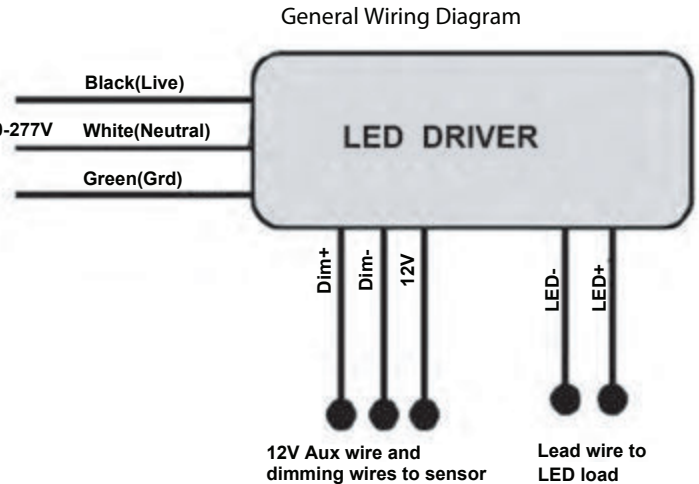 General Wiring Diagram
Black(Live)
-277V
White(Neutral)
Green(Grd)
LED DRIVER
Dim+
Dim-
12V
LED-
LED+
12V Aux wire and
dimming wires to sensor
Lead wire to
LED load